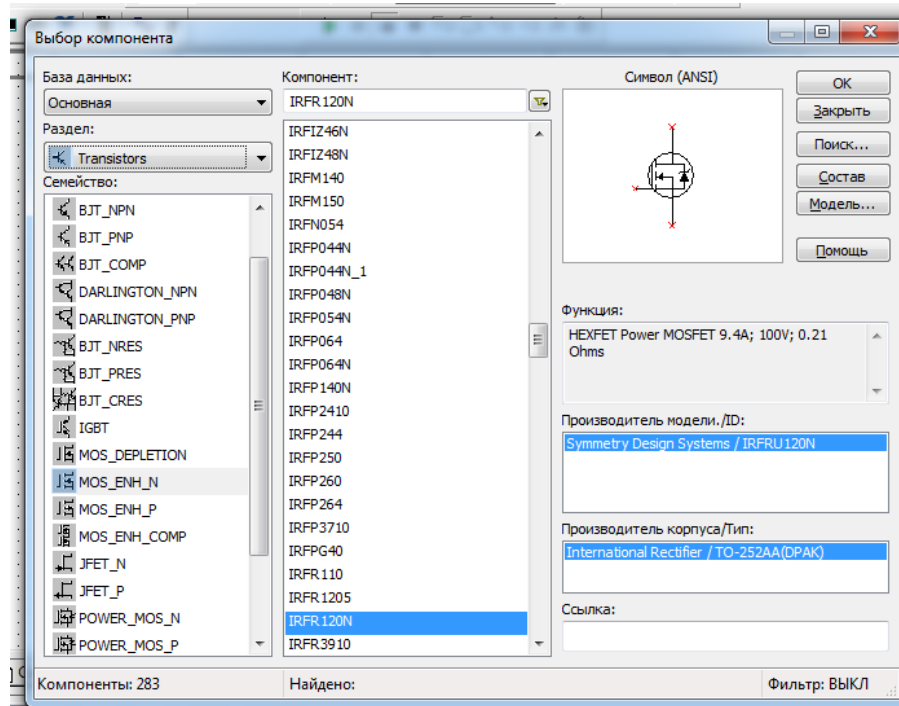 Выбор компонента
База данных:
Основная
Раздел:
Transistors
Семейство:
BJT_NPN
BJT_PNP
BJT_COMP
DARLINGTON_NPN
DARLINGTON_PNP
BJT_NRES
BJT_PRES
BJT_CRES
IGBT
MOS_DEPLETION
MOS_ENH_N
MOS_ENH_P
MOS_ENH_COMP
JFET_N
JFET_P
POWER_MOS_N
POWER_MOS_P
Компонент:
IRFR120N
IRFIZ46N
IRFIZ48N
IRFM140
IRFM150
IRFN054
IRFP044N
IRFP044N_1
IRFP048N
IRFP054N
IRFP064
IRFP064N
IRFP140N
IRFP2410
IRFP244
IRFP250
IRFP260
IRFP264
IRFP3710
IRFPG40
IRFR110
IRFR1205
IRFR120N
IRFR3910
Символ (ANSI)
Функция:
HEXFET Power MOSFET 9.4A; 100V; 0.21
Ohms
Производитель модели./ID:
Symmetry Design Systems / IRFRU120N
Производитель корпуса/Тип:
International Rectifier / TO-252AA(DPAK)
Ссылка:
OK
Закрыть
Поиск...
Состав
Модель...
Помощь
Компоненты: 283
Найдено:
Фильтр: ВЫКЛ